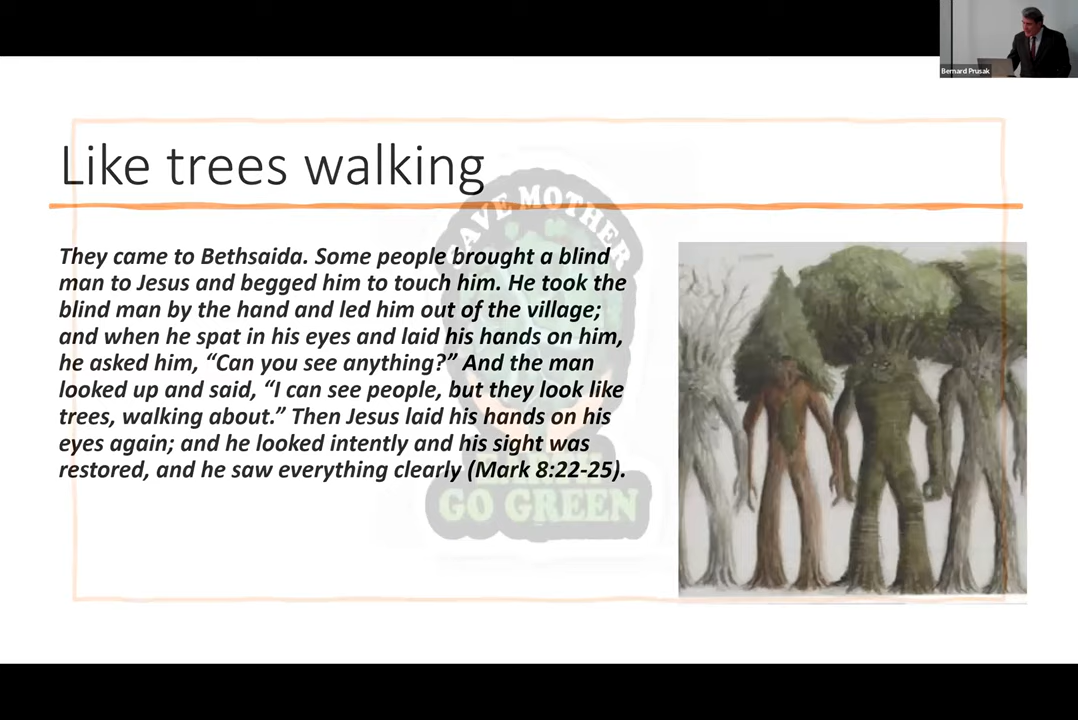 Bernard Prusak
Like trees walking
They came to Bethsaida. Some people brought a blind
man to Jesus and begged him to touch him. He took the
blind man by the hand and led him out of the village;
and when he spat in his eyes and laid his hands on him,
he asked him, “Can you see anything?” And the man
looked up and said, “I can see people, but they look like
trees, walking about.” Then Jesus laid his hands on his
eyes again; and he looked intently and his sight was
restored, and he saw everything clearly (Mark 8:22-25).
SAVE MOTHER
GO GREEN